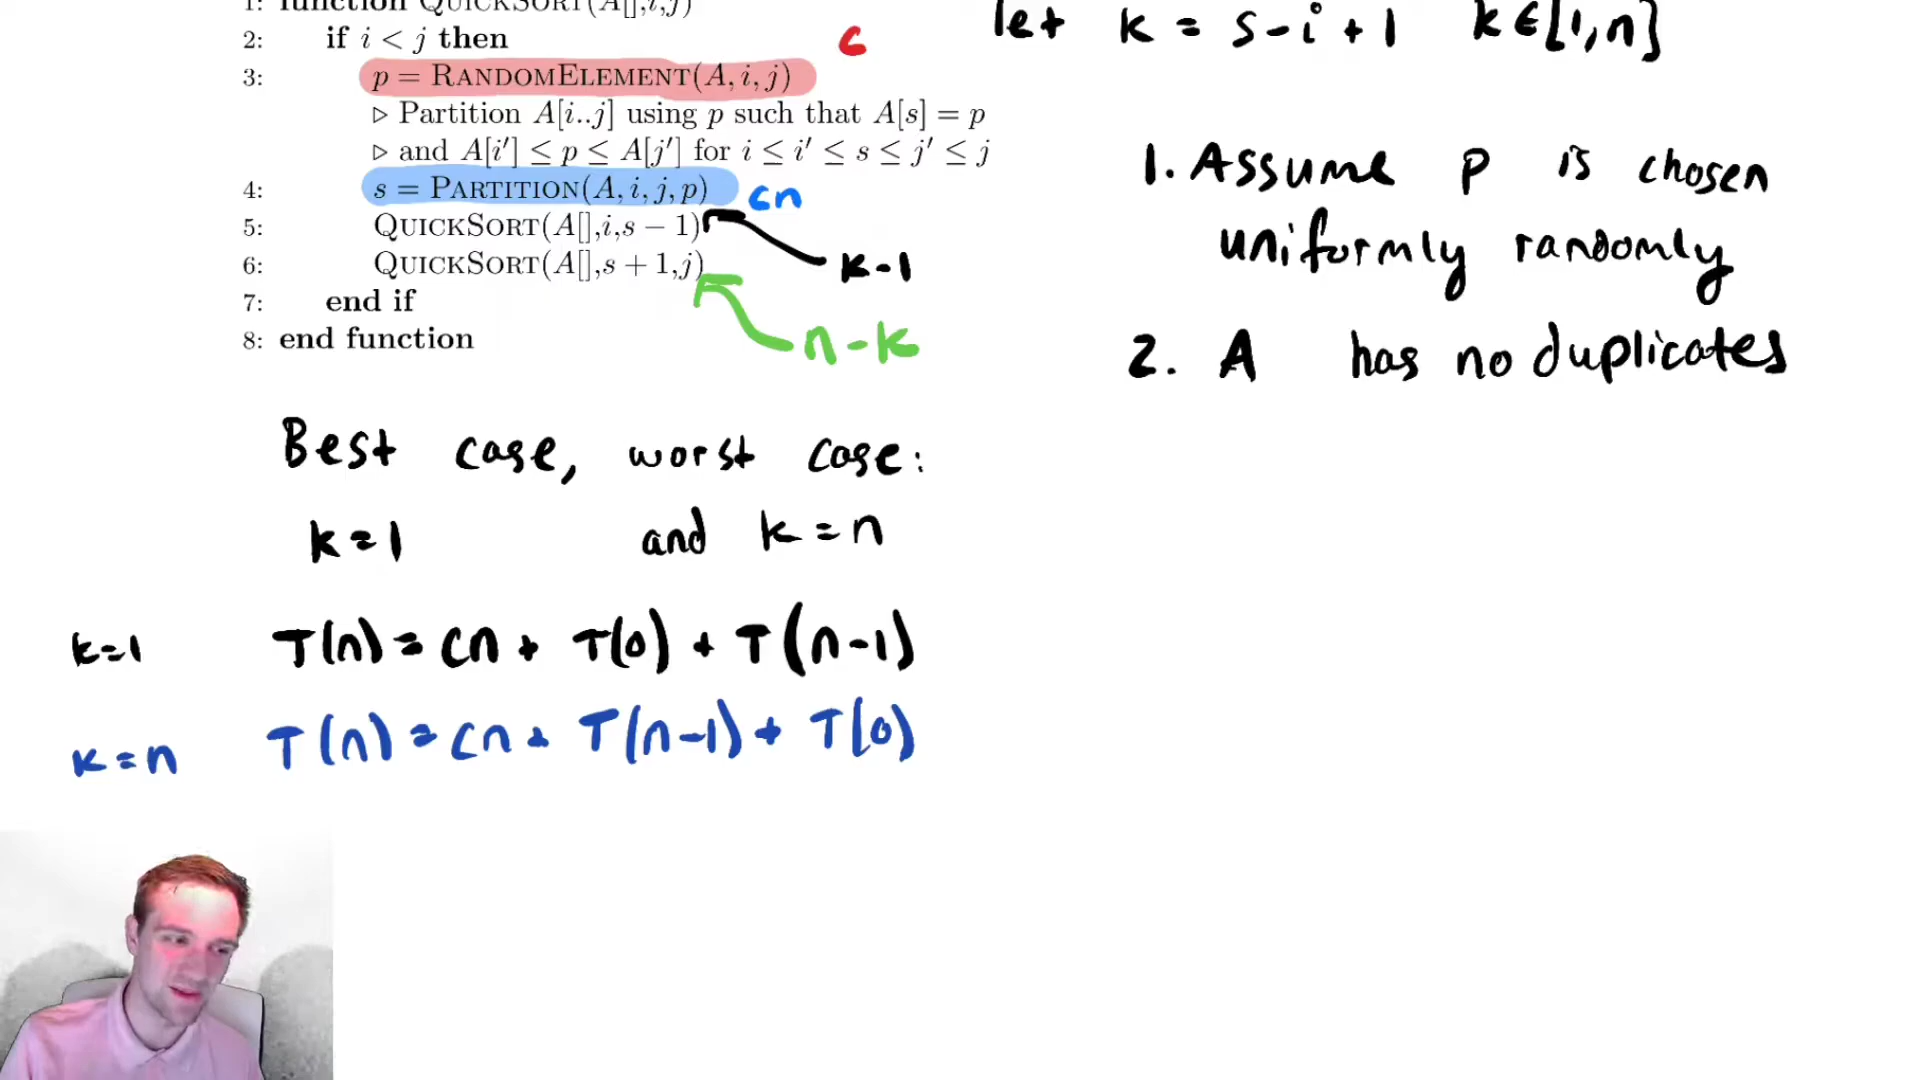 1: function QUICKSORT(A[],i,j)
2: if i < j then
3: p = RANDOMELEMENT(A, i, j)
▷ Partition A[i..j] using p such that A[s] = p
▷ and A[i′] ≤ p ≤ A[j′] for i ≤ i′ ≤ s ≤ j′ ≤ j
4: s = PARTITION(A, i, j, p)
5: QUICKSORT(A[],i,s − 1)
6: QUICKSORT(A[],s + 1,j)
7: end if
8: end function
c
cn
k-1
n-k
let k = s-i+1 k∈[1,n]
1. Assume p is chosen
uniformly randomly
2. A has no duplicates
Best case, worst case:
k=1 and k=n
k=1 T(n)= cn + T(0) + T(n-1)
k=n T(n)= cn + T(n-1) + T(0)